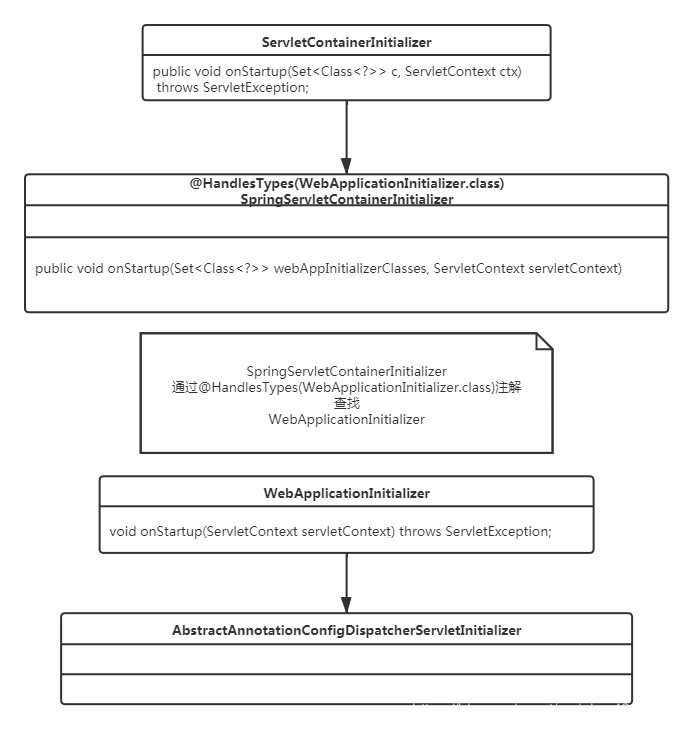 ServletContainerInitializer
public void onStartup(Set<Class<?>> c, ServletContext ctx)
throws ServletException;
@HandlesTypes(WebApplicationInitializer.class)
SpringServletContainerInitializer
public void onStartup(Set<Class<?>> webAppInitializerClasses, ServletContext servletContext)
SpringServletContainerInitializer
通过@HandlesTypes(WebApplicationInitializer.class)注解
查找
WebApplicationInitializer
WebApplicationInitializer
void onStartup(ServletContext servletContext) throws ServletException;
AbstractAnnotationConfigDispatcherServletInitializer